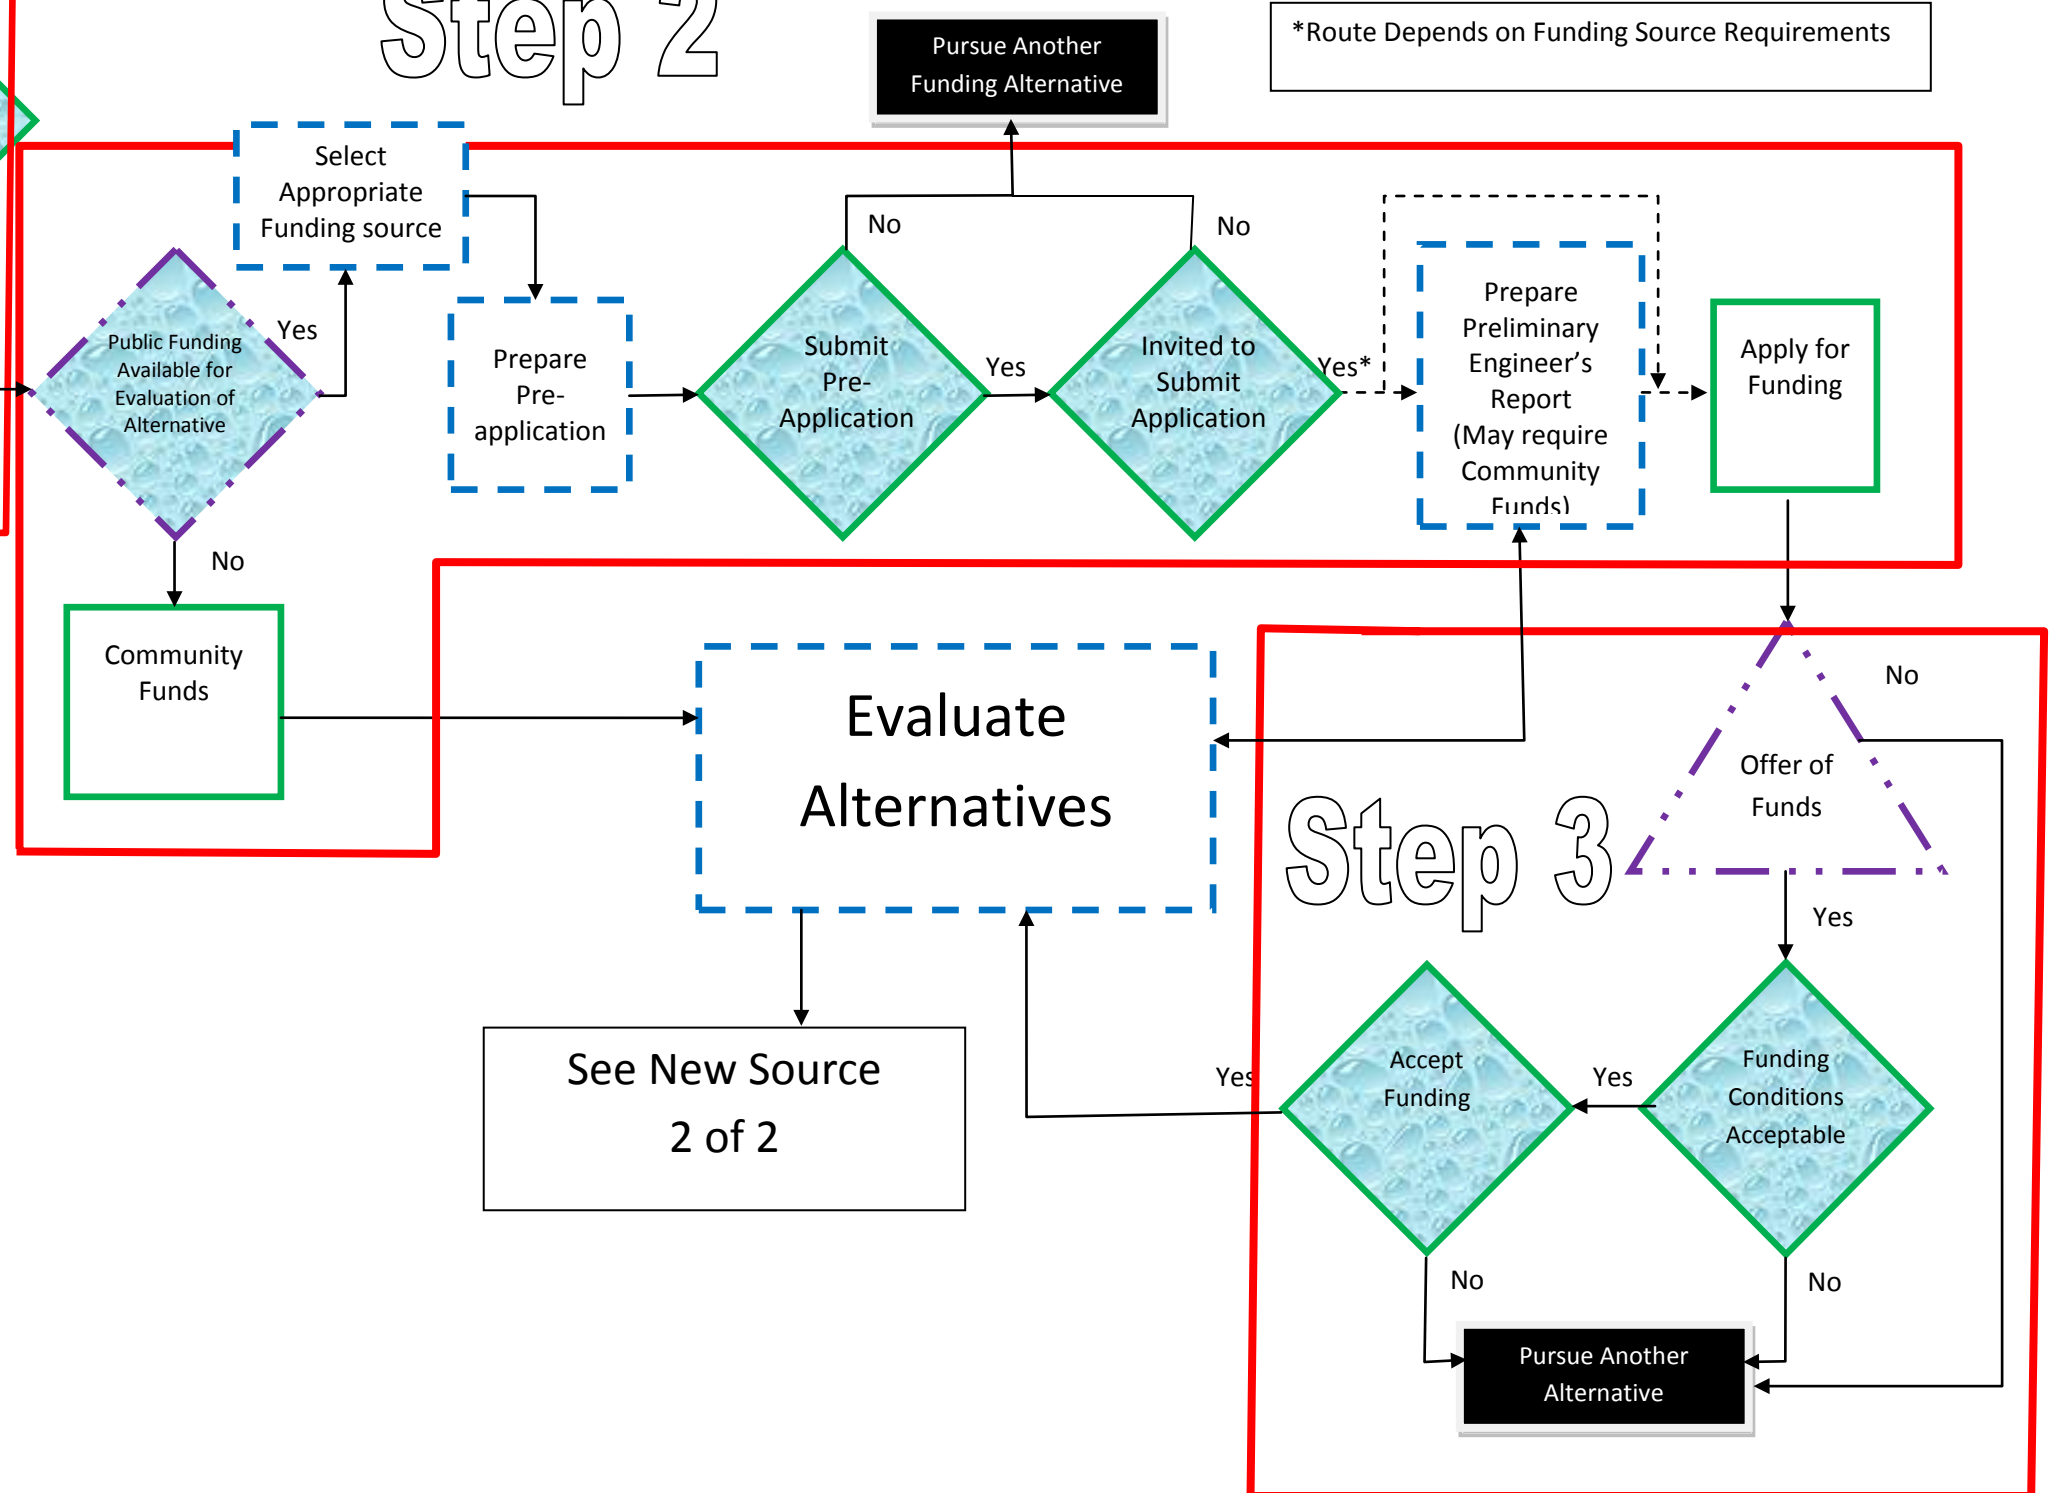 Step 2
*Route Depends on Funding Source Requirements
Pursue Another
Funding Alternative
Select
Appropriate
Funding source
No
No
Public Funding
Available for
Evaluation of
Alternative
Yes
Prepare
Pre-
application
Submit
Pre-
Application
Yes
Invited to
Submit
Application
Yes*
Prepare
Preliminary
Engineer’s
Report
(May require
Community
Funds)
Apply for
Funding
No
Community
Funds
Evaluate
Alternatives
No
Offer of
Funds
Step 3
Yes
See New Source
2 of 2
Yes
Accept
Funding
Yes
Funding
Conditions
Acceptable
No
No
Pursue Another
Alternative